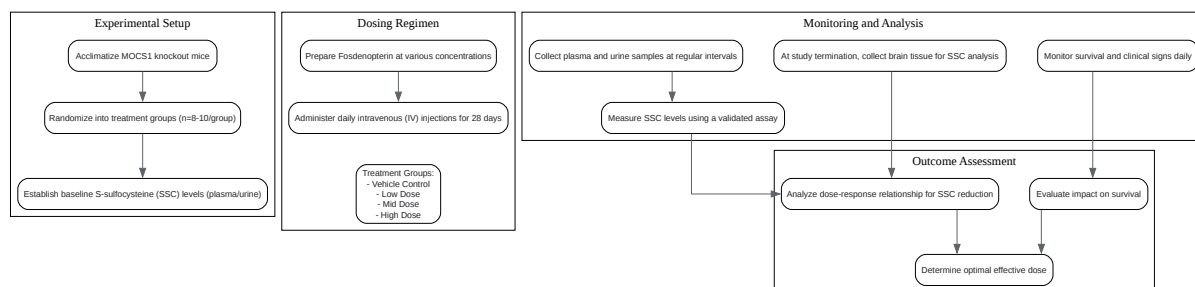 Experimental Setup
Acclimatize MOCS1 knockout mice
Randomize into treatment groups (n=8-10/group)
Establish baseline S-sulfocysteine (SSC) levels (plasma/urine)
Dosing Regimen
Prepare Fosdenopterin at various concentrations
Administer daily intravenous (IV) injections for 28 days
Treatment Groups:
- Vehicle Control
- Low Dose
- Mid Dose
- High Dose
Monitoring and Analysis
Collect plasma and urine samples at regular intervals
At study termination, collect brain tissue for SSC analysis
Monitor survival and clinical signs daily
Measure SSC levels using a validated assay
Outcome Assessment
Analyze dose-response relationship for SSC reduction
Evaluate impact on survival
Determine optimal effective dose